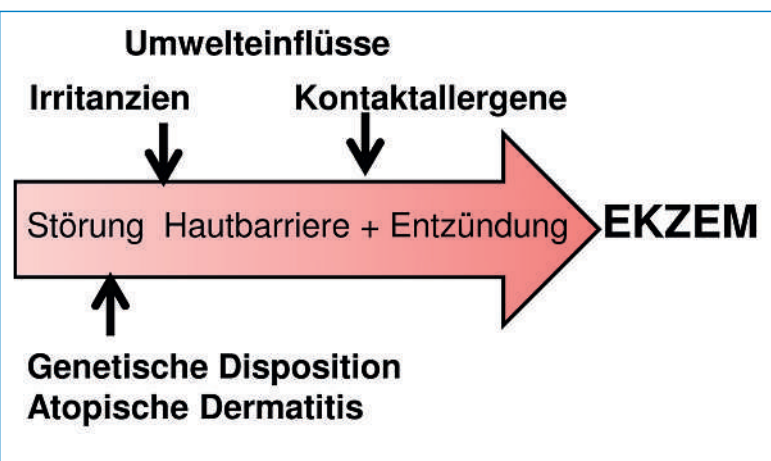 Umwelteinflüsse
Irritanzien Kontaktallergene
Störung Hautbarriere + Entzündung EKZEM
Genetische Disposition
Atopische Dermatitis